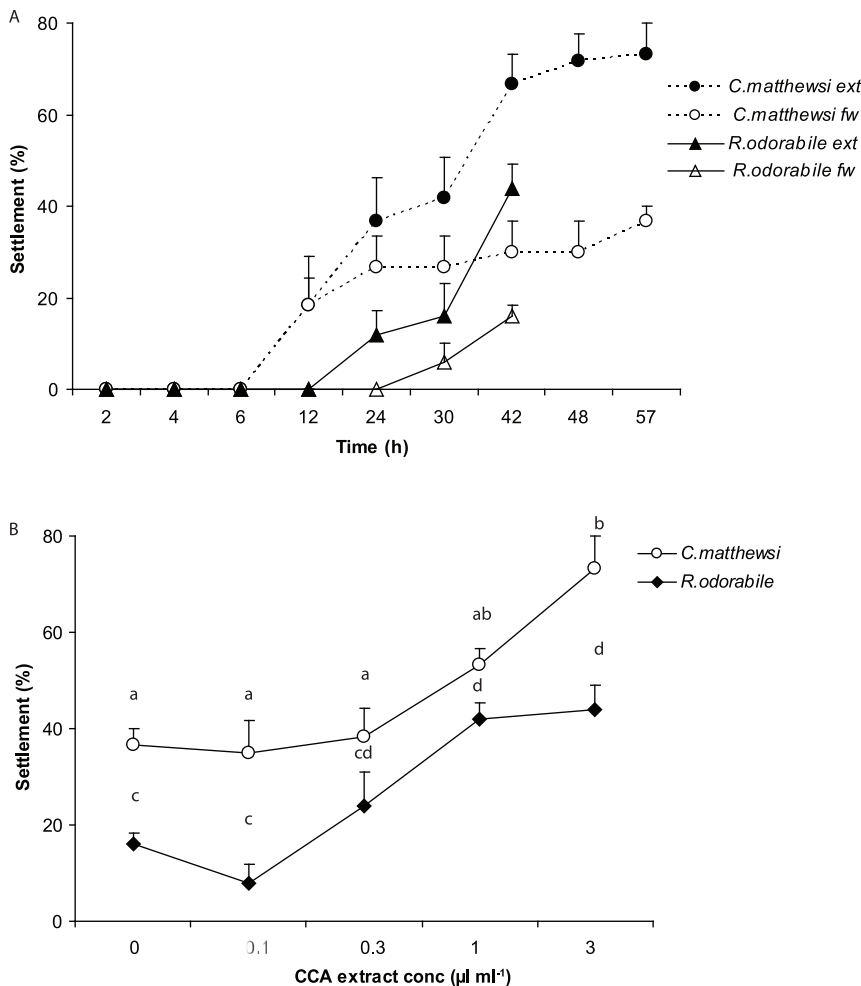 A
80
60
40
20
0
Settlement (%)
2 4 6 12 24 30 42 48 57
Time (h)
C.matthewsi ext
C.matthewsi fw
R.odorabile ext
R.odorabile fw
B
80
60
40
20
0
Settlement (%)
a a a ab b
c c cd d d
0 0.1 0.3 1 3
CCA extract conc (µl ml⁻¹)
C.matthewsi
R.odorabile